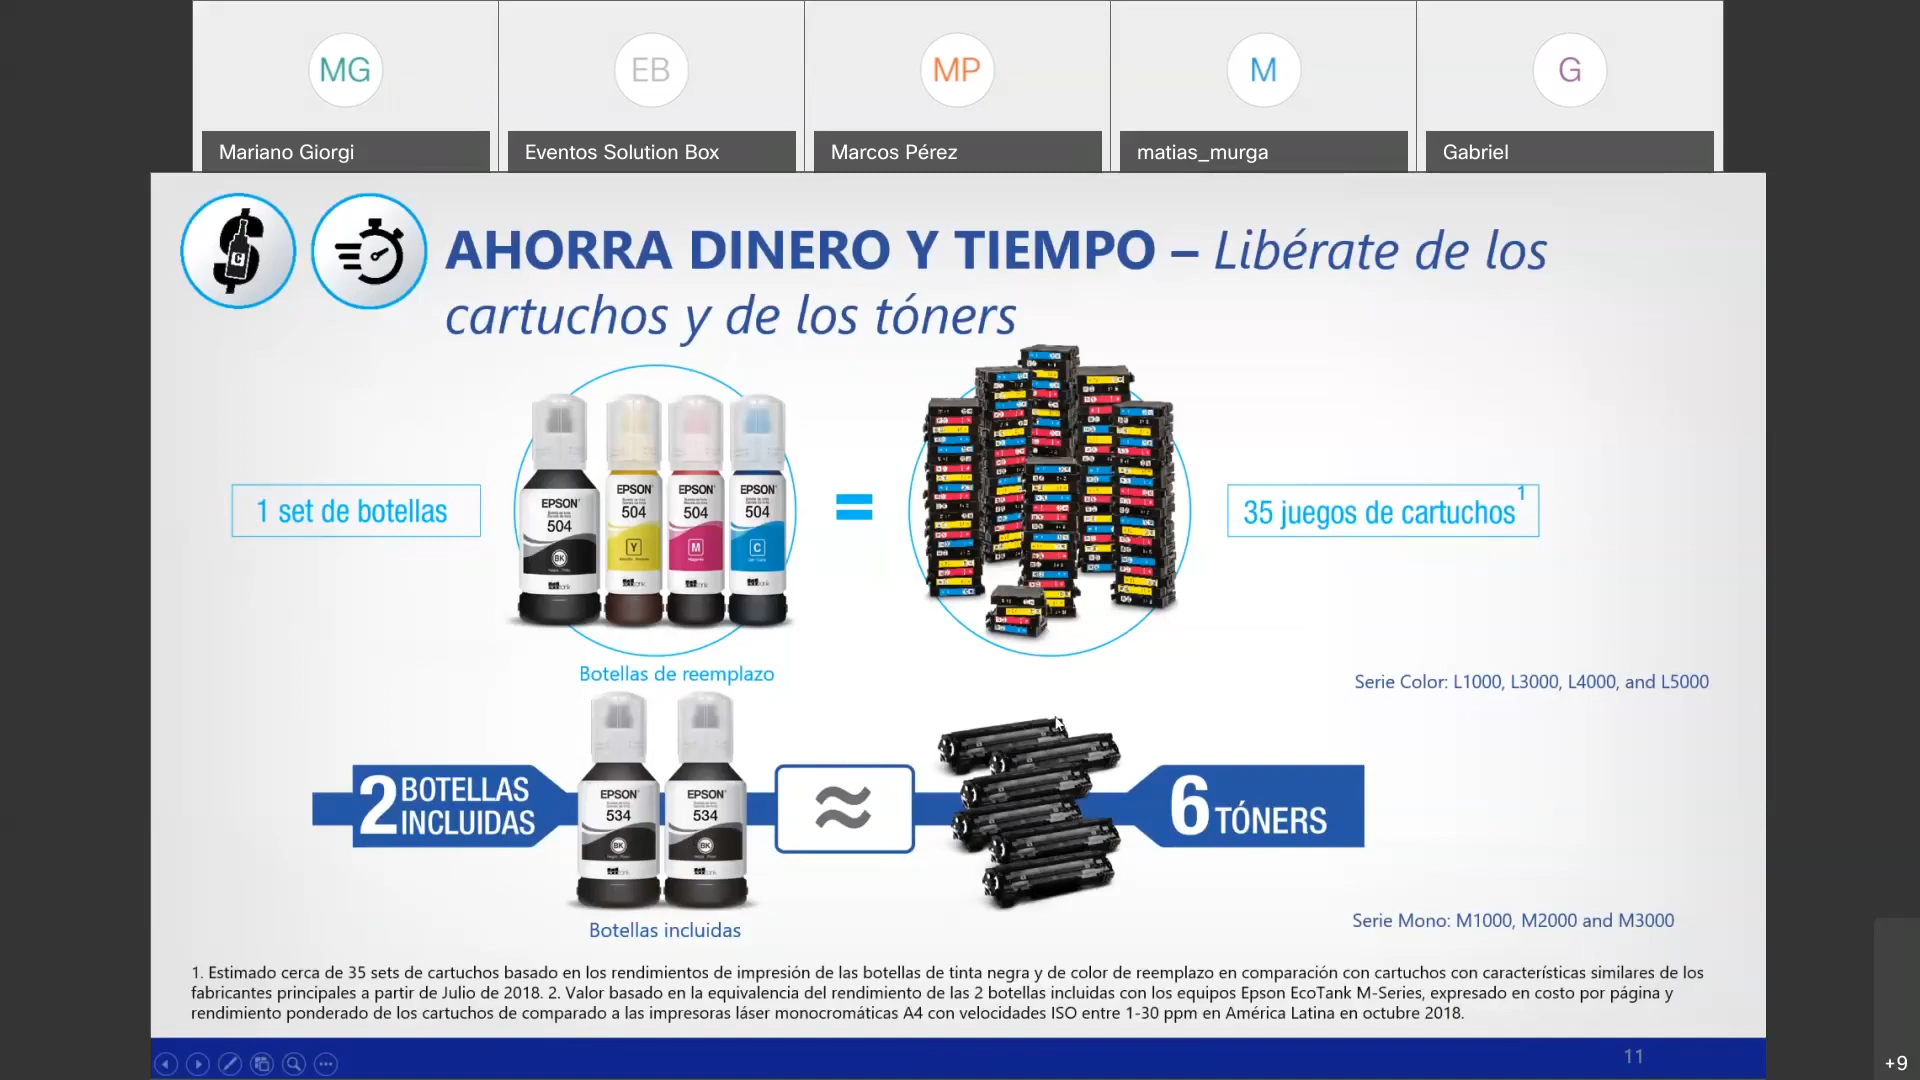 MG
EB
MP
M
G
Mariano Giorgi
Eventos Solution Box
Marcos Pérez
matias_murga
Gabriel
AHORRA DINERO Y TIEMPO – Libérate de los
cartuchos y de los tóners
1 set de botellas
EPSON
504
BK
EPSON
504
Y
EPSON
504
M
EPSON
504
C
35 juegos de cartuchos 1
Botellas de reemplazo
Serie Color: L1000, L3000, L4000, and L5000
2 BOTELLAS
INCLUIDAS
EPSON
534
BK
EPSON
534
BK
≈
6 TÓNERS
Botellas incluidas
Serie Mono: M1000, M2000 and M3000
1. Estimado cerca de 35 sets de cartuchos basado en los rendimientos de impresión de las botellas de tinta negra y de color de reemplazo en comparación con cartuchos con características similares de los
fabricantes principales a partir de Julio de 2018. 2. Valor basado en la equivalencia del rendimiento de las 2 botellas incluidas con los equipos Epson EcoTank M-Series, expresado en costo por página y
rendimiento ponderado de los cartuchos de comparado a las impresoras láser monocromáticas A4 con velocidades ISO entre 1-30 ppm en América Latina en octubre 2018.
11
+9